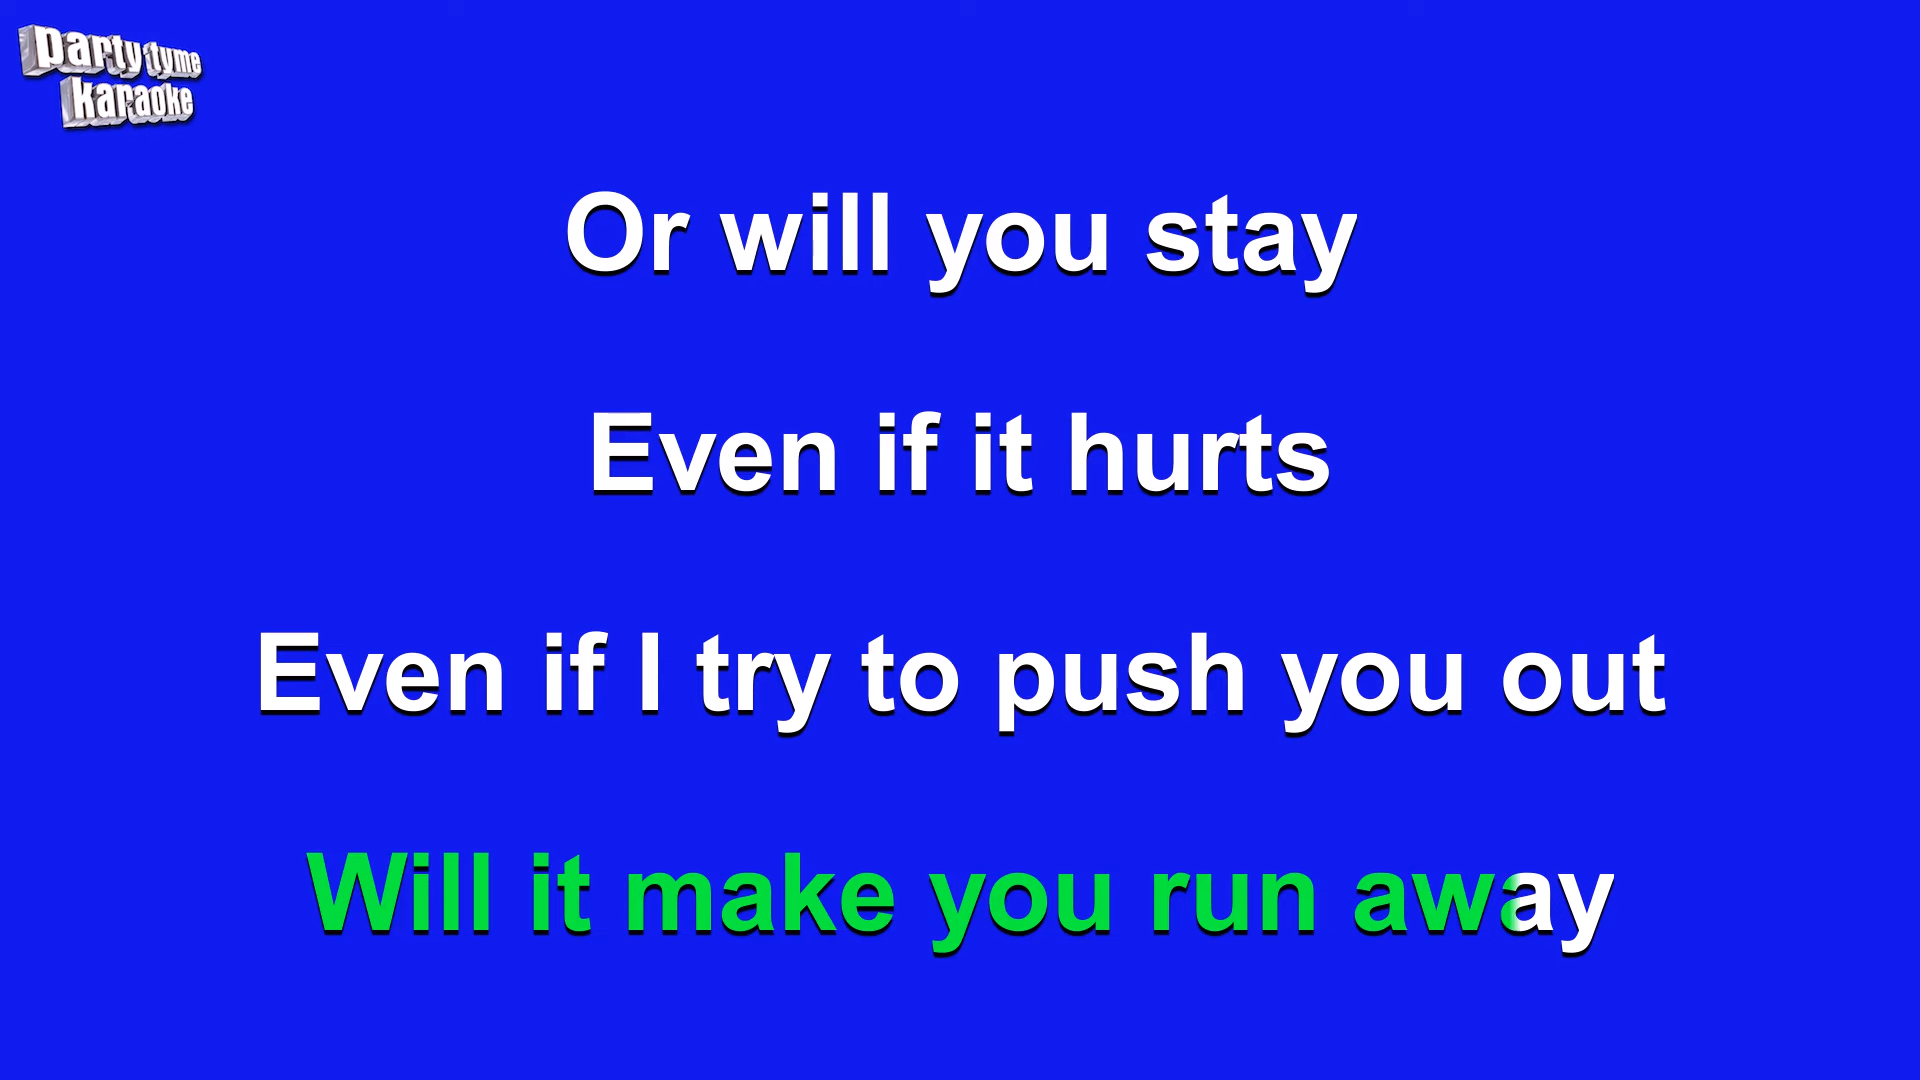 party tyme
karaoke
Or will you stay
Even if it hurts
Even if I try to push you out
Will it make you run away